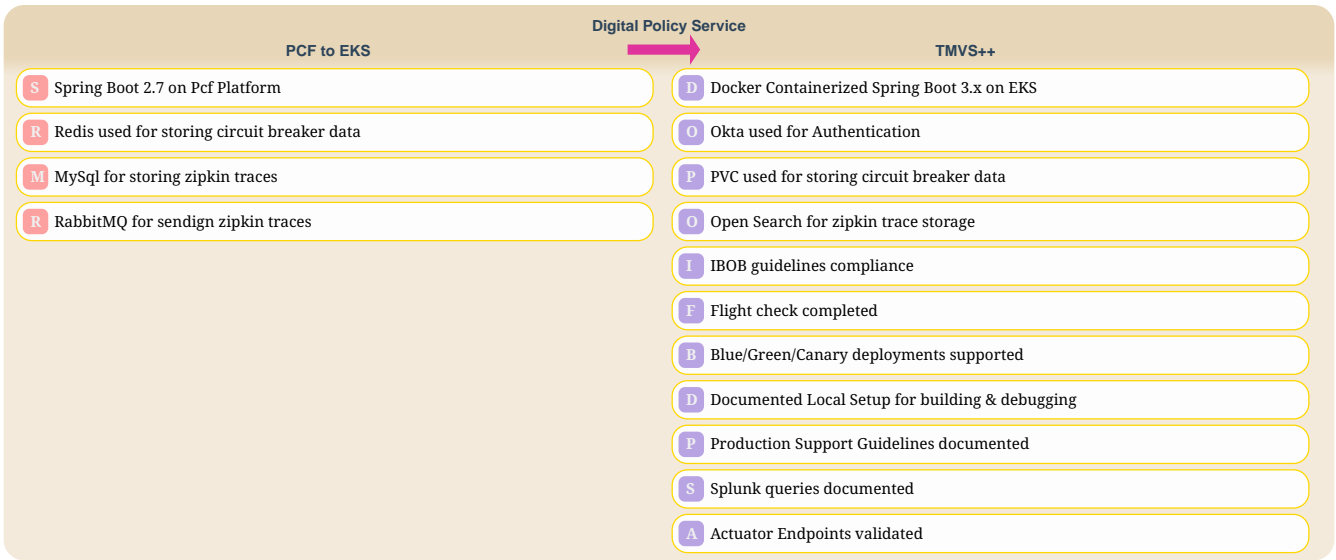 Digital Policy Service
PCF to EKS
S Spring Boot 2.7 on Pcf Platform
R Redis used for storing circuit breaker data
M MySql for storing zipkin traces
R RabbitMQ for sendign zipkin traces
TMVS++
D Docker Containerized Spring Boot 3.x on EKS
O Okta used for Authentication
P PVC used for storing circuit breaker data
O Open Search for zipkin trace storage
I IBOB guidelines compliance
F Flight check completed
B Blue/Green/Canary deployments supported
D Documented Local Setup for building & debugging
P Production Support Guidelines documented
S Splunk queries documented
A Actuator Endpoints validated